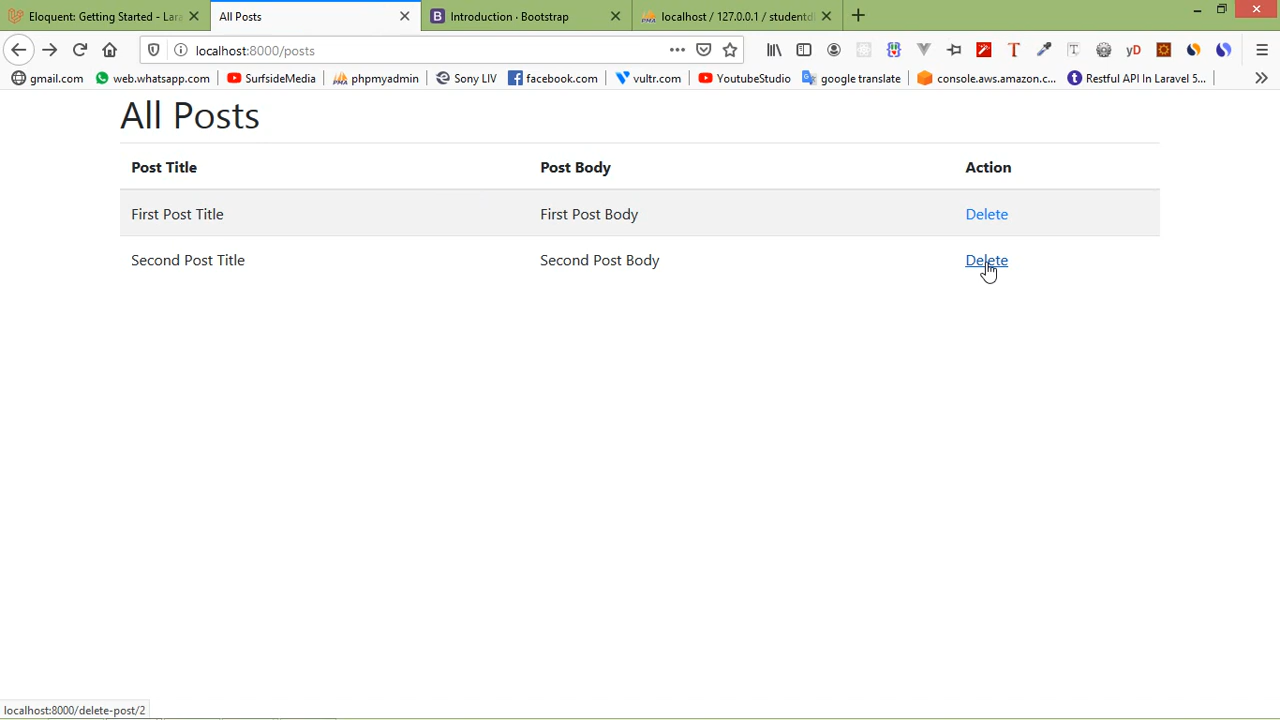 Eloquent: Getting Started - Lara
All Posts
Introduction · Bootstrap
localhost / 127.0.0.1 / studentd
localhost:8000/posts
gmail.com
web.whatsapp.com
SurfsideMedia
phpmyadmin
Sony LIV
facebook.com
vultr.com
YoutubeStudio
google translate
console.aws.amazon.c...
Restful API In Laravel 5...
All Posts
Post Title Post Body Action
First Post Title First Post Body Delete
Second Post Title Second Post Body Delete
localhost:8000/delete-post/2